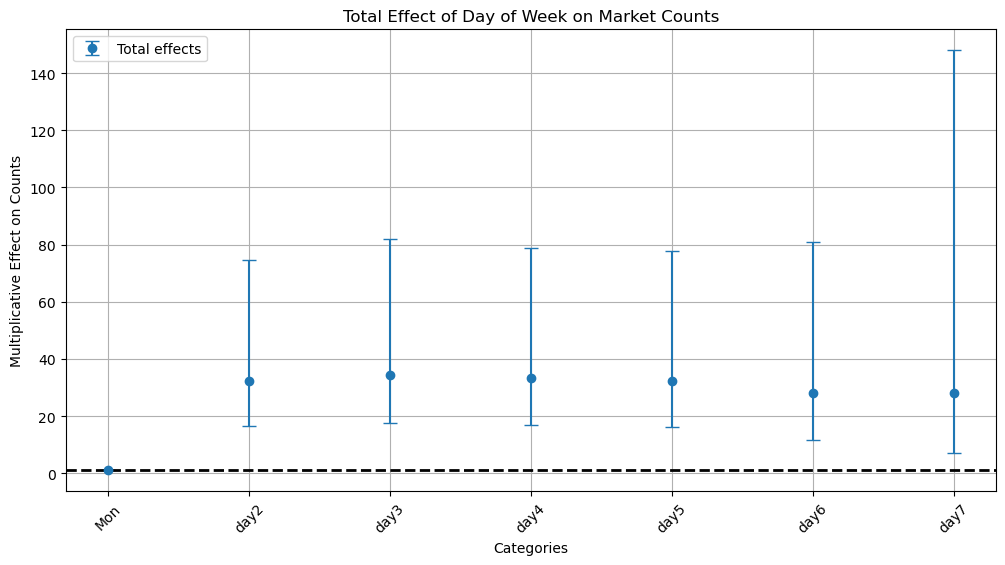 Total Effect of Day of Week on Market Counts
Total effects
Multiplicative Effect on Counts
140
120
100
80
60
40
20
0
Mon
day2
day3
day4
day5
day6
day7
Categories